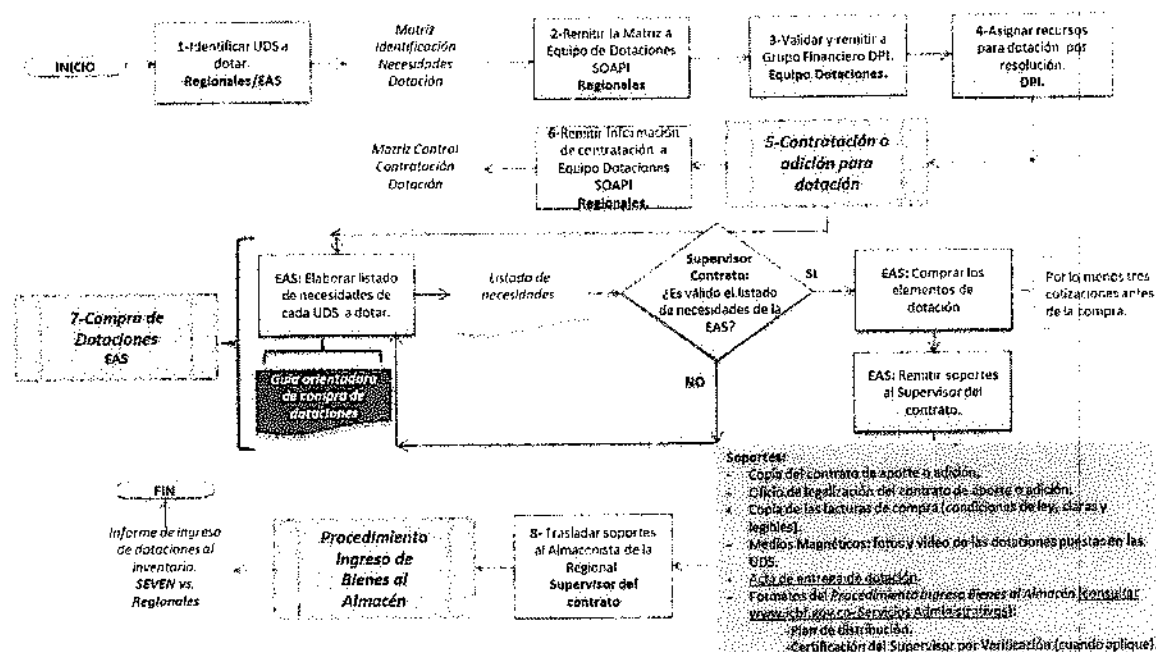 INICIO
1-Identificar UDS a
dotar.
Regionales/EAS
Matriz
Identificación
Necesidades
Dotación
2-Remitir la Matriz a
Equipo de Dotaciones
SOAPI
Regionales
3-Validar y remitir a
Grupo Financiero DPI.
Equipo Dotaciones.
4-Asignar recursos
para dotación por
resolución.
DPI.
Matriz Control
Contratación
Dotación
6-Remitir Información
de contratación a
Equipo Dotaciones
SOAPI
Regionales.
5-Contratación o
adición para
dotación
7-Compra de
Dotaciones
EAS
EAS: Elaborar listado
de necesidades de
cada UDS a dotar.
Guía orientadora
de compra de
dotaciones
Listado de
necesidades
Supervisor
Contrato:
¿Es válido el listado
de necesidades de la
EAS?
SI
NO
EAS: Comprar los
elementos de
dotación
Por lo menos tres
cotizaciones antes
de la compra.
EAS: Remitir soportes
al Supervisor del
contrato.
Soportes:
- Copia del contrato de aporte o adición.
- Oficio de legalización del contrato de aporte o adición.
- Copia de las facturas de compra (condiciones de ley, claras y
legibles).
- Medios Magnéticos: fotos y video de las dotaciones puestas en las
UDS.
- Acta de entrega de dotación
- Formatos del Procedimiento Ingreso Bienes al Almacén (consultar
www.icbf.gov.co-Servicios Administrativos):
-Plan de distribución.
-Certificación del Supervisor por Verificación (cuando aplique)
FIN
Informe de ingreso
de dotaciones al
inventario.
SEVEN vs.
Regionales
Procedimiento
Ingreso de
Bienes al
Almacén
8- Trasladar soportes
al Almacenista de la
Regional
Supervisor del
contrato